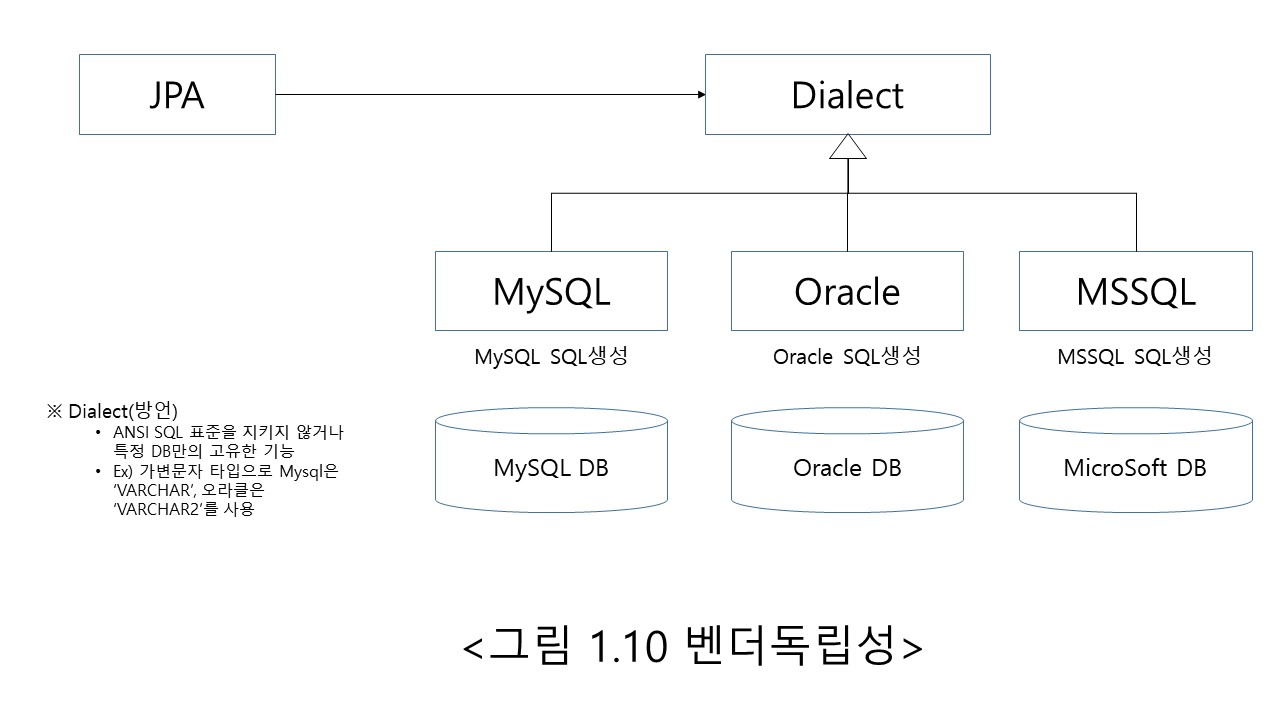 JPA
Dialect
MySQL
Oracle
MSSQL
MySQL SQL생성
Oracle SQL생성
MSSQL SQL생성
※ Dialect(방언)
• ANSI SQL 표준을 지키지 않거나
특정 DB만의 고유한 기능
• Ex) 가변문자 타입으로 Mysql은
‘VARCHAR’, 오라클은
‘VARCHAR2’를 사용
MySQL DB
Oracle DB
MicroSoft DB
<그림 1.10 벤더독립성>